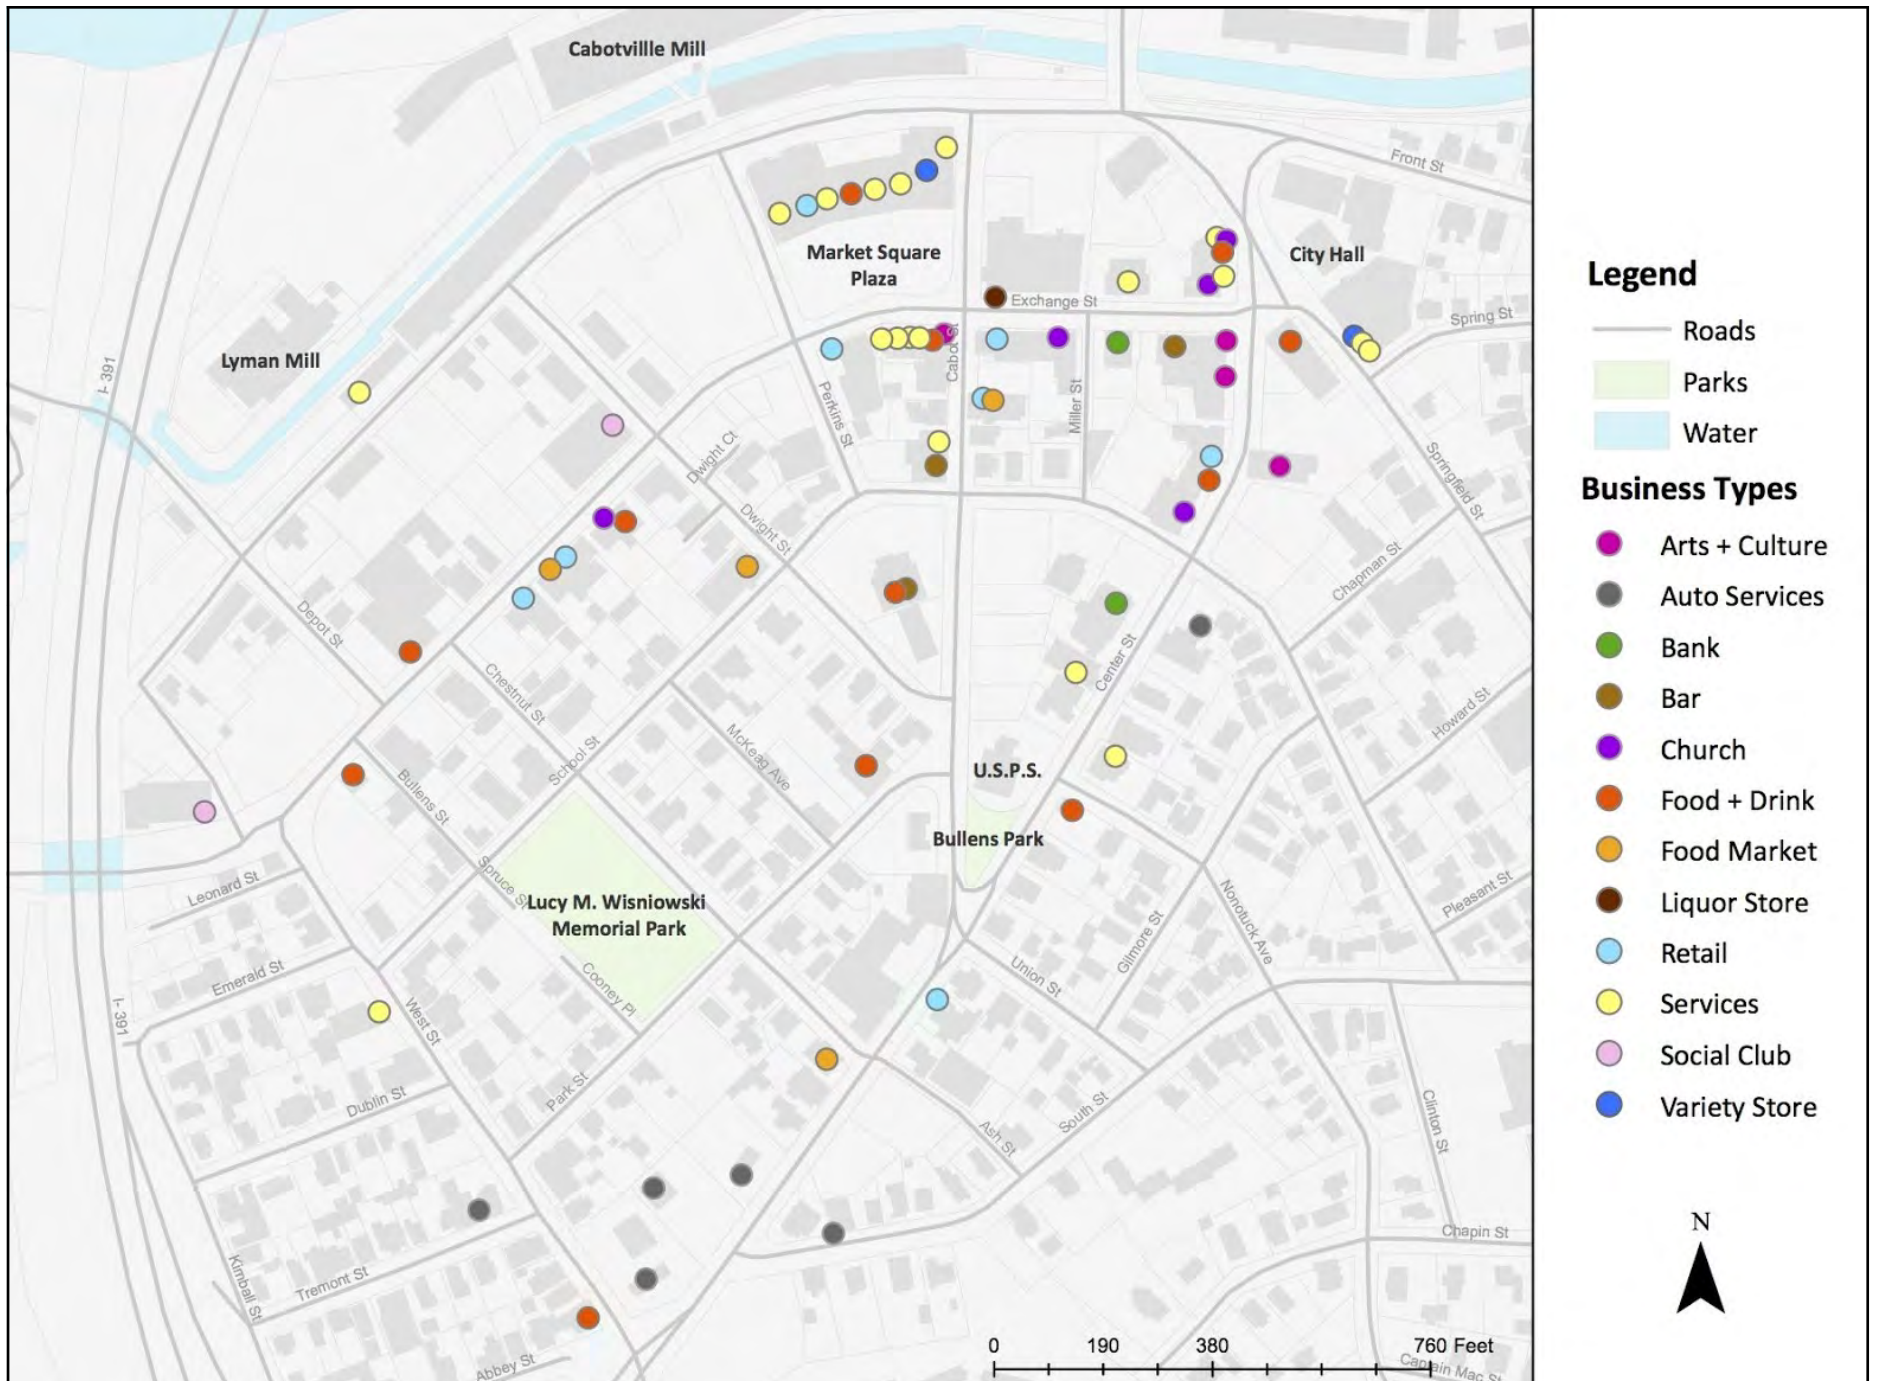 Cabotvillle Mill
Front St
Market Square
Plaza
City Hall
Exchange St
Spring St
I- 391
Lyman Mill
Cabot St
Perkins St
Miller St
Dwight Ct
Springfield St
Dwight St
Chapman St
Depot St
Center St
Chestnut St
Howard St
McKeag Ave
School St
U.S.P.S.
Bullens St
Bullens Park
Leonard St
Spruce St
Pleasant St
Lucy M. Wisniowski
Memorial Park
Nonotuck Ave
Gilmore St
Emerald St
Cooney Pl
Union St
I- 391
West St
Park St
Dublin St
South St
Ash St
Clinton St
Chapin St
Kimball St
Tremont St
Abbey St
Captain Mac St
0 190 380 760 Feet
Legend
Roads
Parks
Water
Business Types
Arts + Culture
Auto Services
Bank
Bar
Church
Food + Drink
Food Market
Liquor Store
Retail
Services
Social Club
Variety Store
N